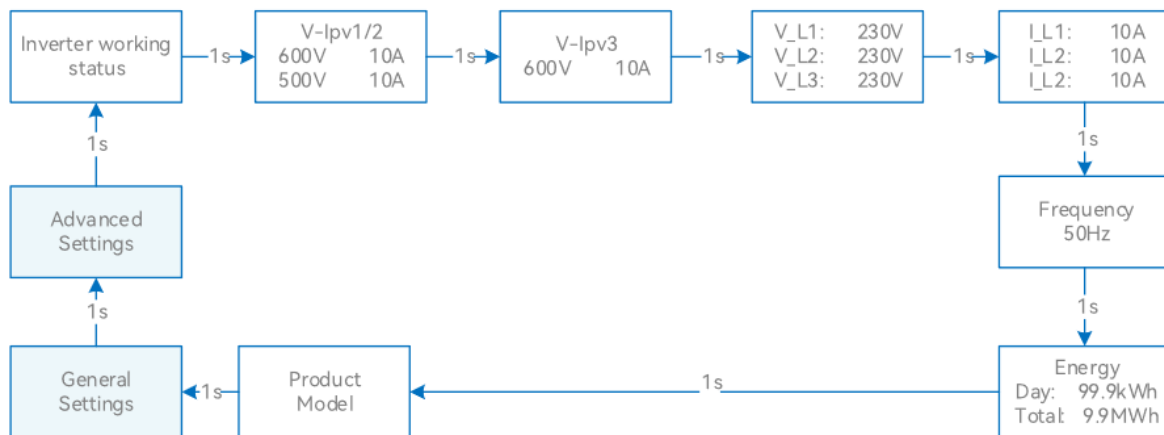 Inverter working
status
1s
V-Ipv1/2
600V 10A
500V 10A
1s
V-Ipv3
600V 10A
1s
V_L1: 230V
V_L2: 230V
V_L3: 230V
1s
I_L1: 10A
I_L2: 10A
I_L2: 10A
1s
Frequency
50Hz
1s
Energy
Day: 99.9kWh
Total: 9.9MWh
1s
Product
Model
1s
General
Settings
1s
Advanced
Settings
1s